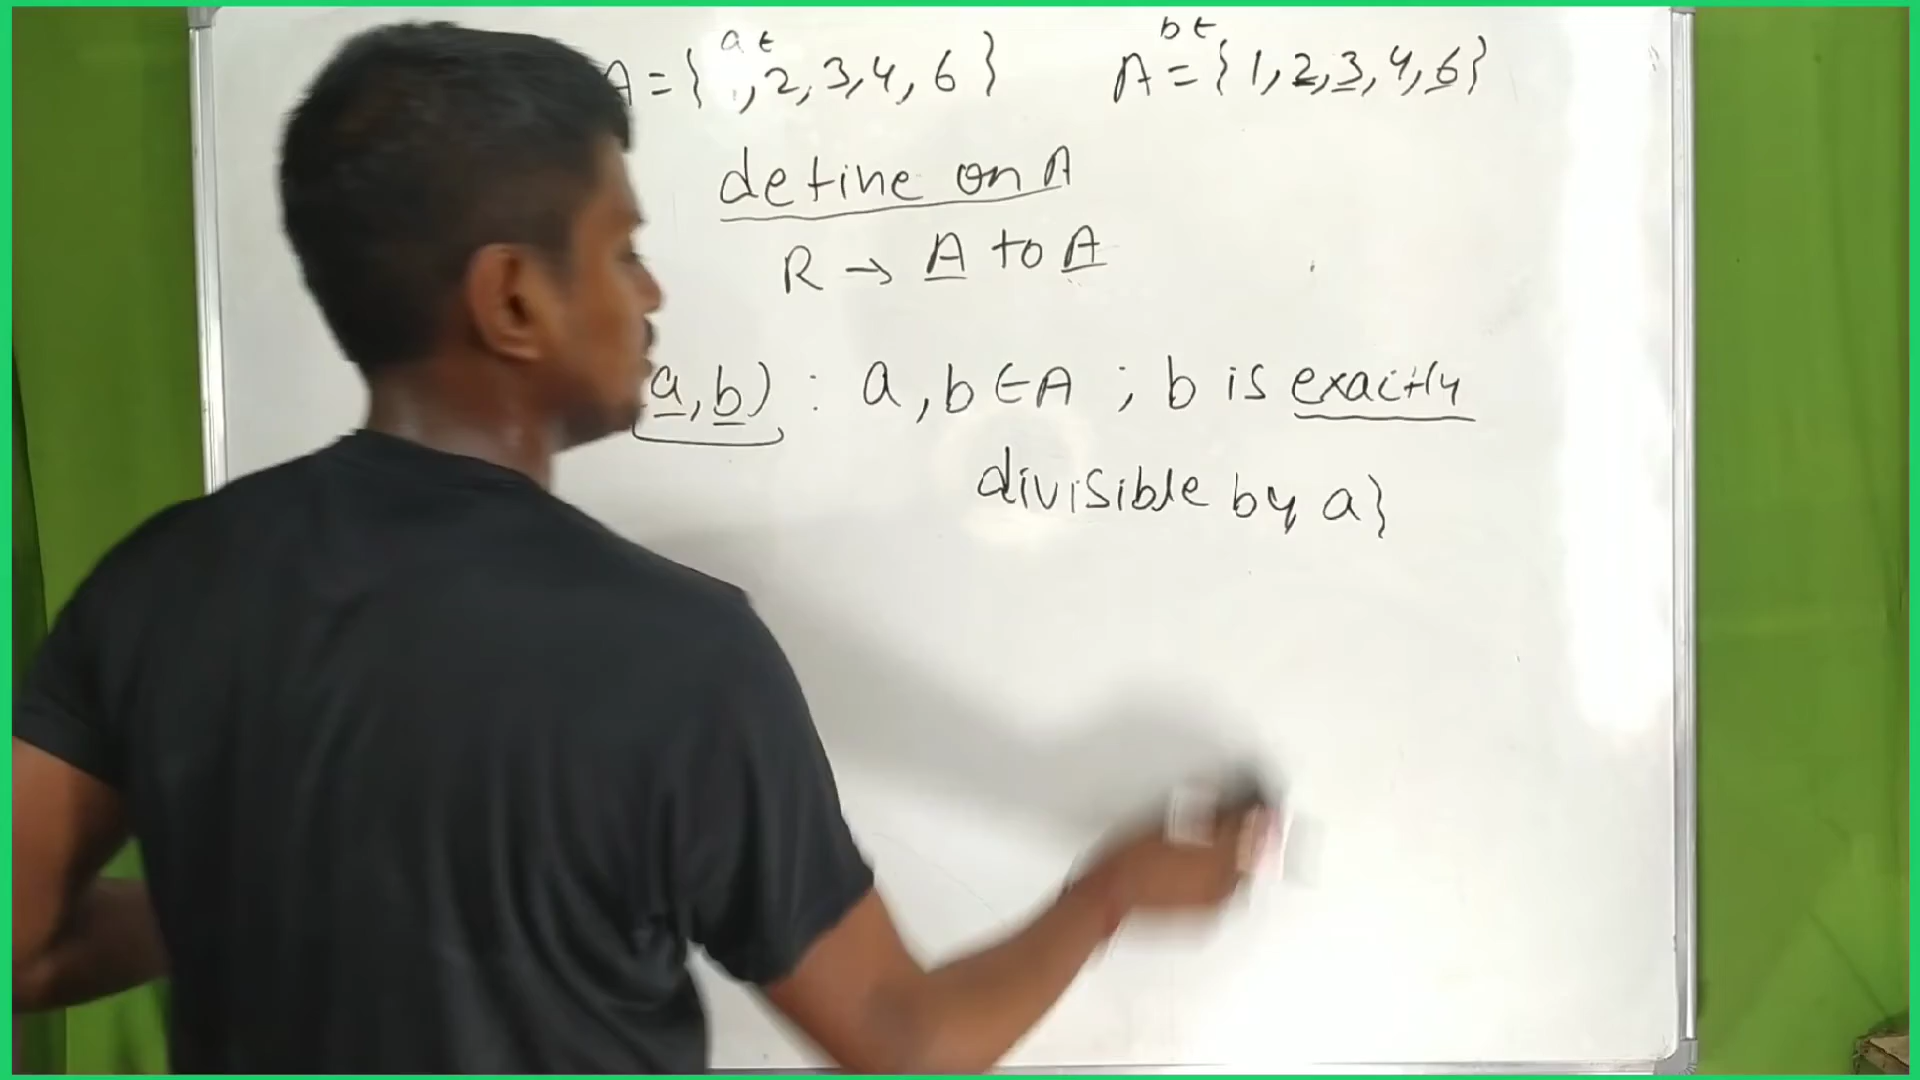 a ∈ b ∈
A = { , 2, 3, 4, 6 } A = { 1, 2, 3, 4, 6 }
define on A
R → A to A
(a, b) : a, b ∈ A ; b is exactly
divisible by a }